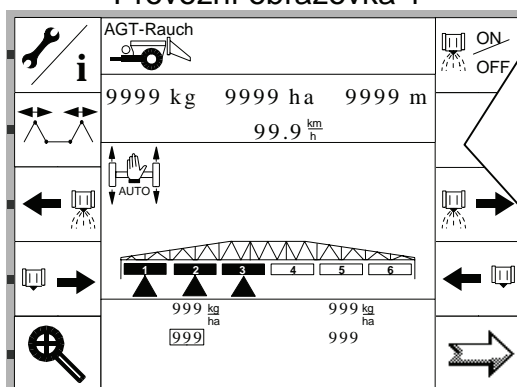 Provozní obrazovka 1
AGT-Rauch
ON
OFF
i
9999 kg 9999 ha 9999 m
99.9 km/h
AUTO
1 2 3 4 5 6
999 kg/ha 999 kg/ha
999 999